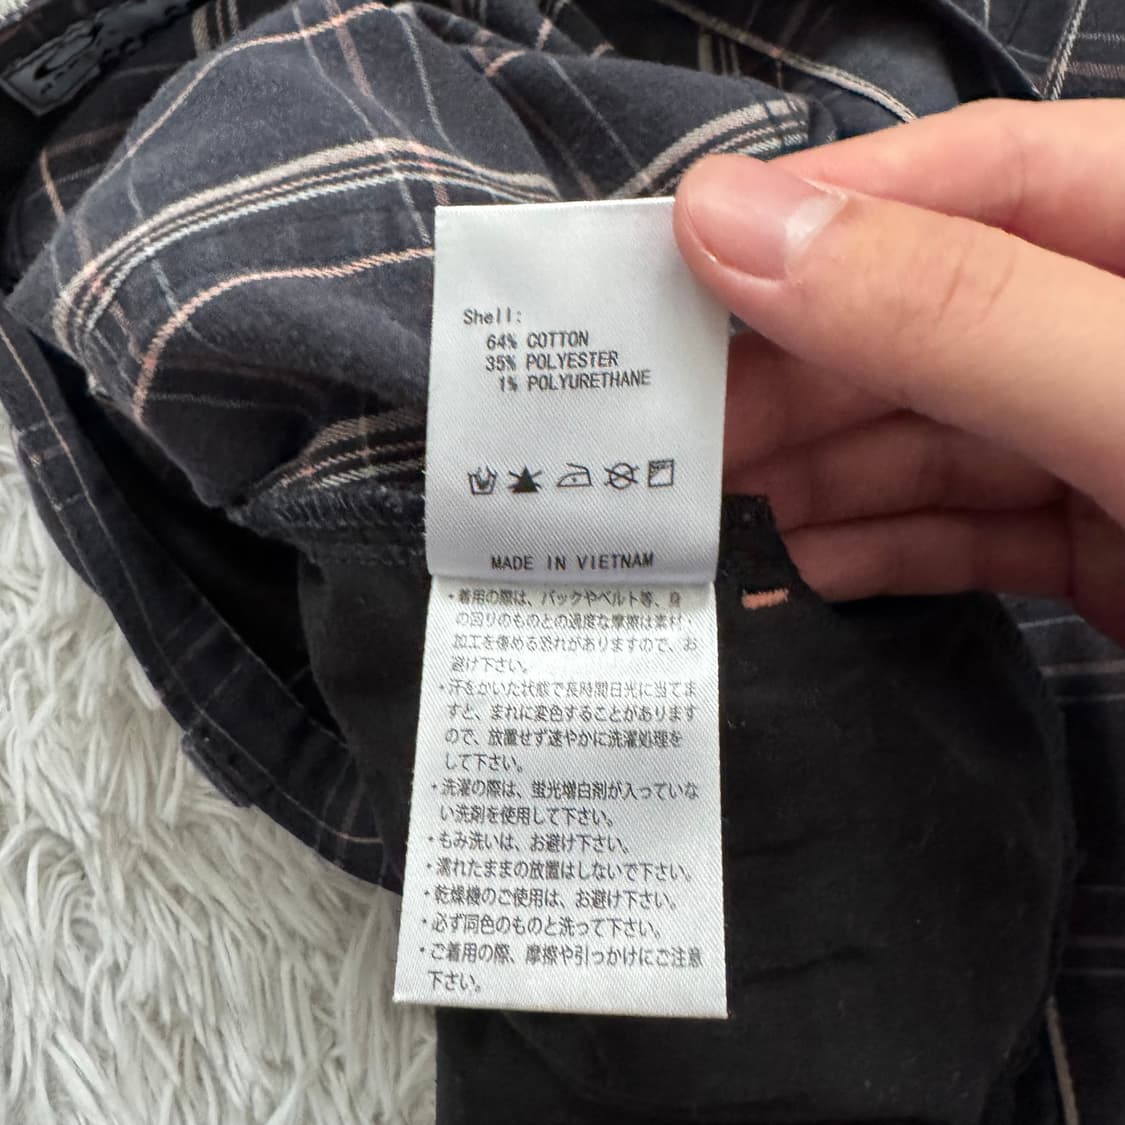 Shell:
64% COTTON
35% POLYESTER
1% POLYURETHANE
MADE IN VIETNAM
・着用の際は、バックやベルト等、身
の回りのものとの過度な摩擦は素材・
加工を傷める恐れがありますので、お
避け下さい。
・汗をかいた状態で長時間日光に当てま
すと、まれに変色することがあります
ので、放置せず速やかに洗濯処理を
して下さい。
・洗濯の際は、蛍光増白剤が入っていな
い洗剤を使用して下さい。
・もみ洗いは、お避け下さい。
・濡れたままの放置はしないで下さい。
・乾燥機のご使用は、お避け下さい。
・必ず同色のものと洗って下さい。
・ご着用の際、摩擦や引っかけにご注意
下さい。